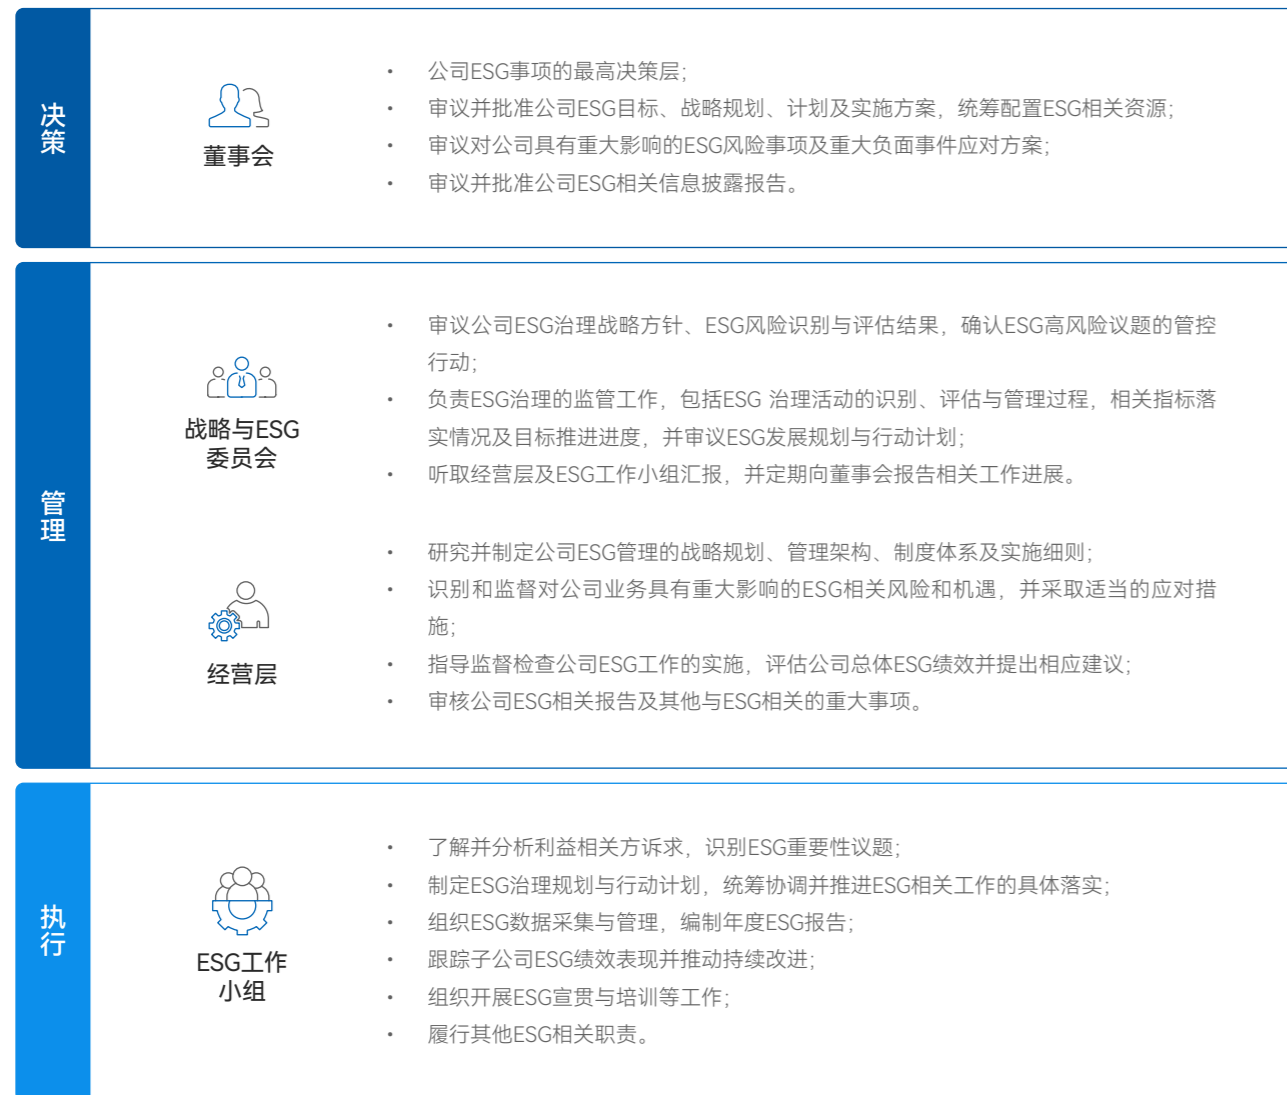 决策
董事会
• 公司ESG事项的最高决策层；
• 审议并批准公司ESG目标、战略规划、计划及实施方案，统筹配置ESG相关资源；
• 审议对公司具有重大影响的ESG风险事项及重大负面事件应对方案；
• 审议并批准公司ESG相关信息披露报告。
管理
战略与ESG
委员会
• 审议公司ESG治理战略方针、ESG风险识别与评估结果，确认ESG高风险议题的管控
行动；
• 负责ESG治理的监管工作，包括ESG 治理活动的识别、评估与管理过程，相关指标落
实情况及目标推进进度，并审议ESG发展规划与行动计划；
• 听取经营层及ESG工作小组汇报，并定期向董事会报告相关工作进展。
经营层
• 研究并制定公司ESG管理的战略规划、管理架构、制度体系及实施细则；
• 识别和监督对公司业务具有重大影响的ESG相关风险和机遇，并采取适当的应对措
施；
• 指导监督检查公司ESG工作的实施，评估公司总体ESG绩效并提出相应建议；
• 审核公司ESG相关报告及其他与ESG相关的重大事项。
执行
ESG工作
小组
• 了解并分析利益相关方诉求，识别ESG重要性议题；
• 制定ESG治理规划与行动计划，统筹协调并推进ESG相关工作的具体落实；
• 组织ESG数据采集与管理，编制年度ESG报告；
• 跟踪子公司ESG绩效表现并推动持续改进；
• 组织开展ESG宣贯与培训等工作；
• 履行其他ESG相关职责。